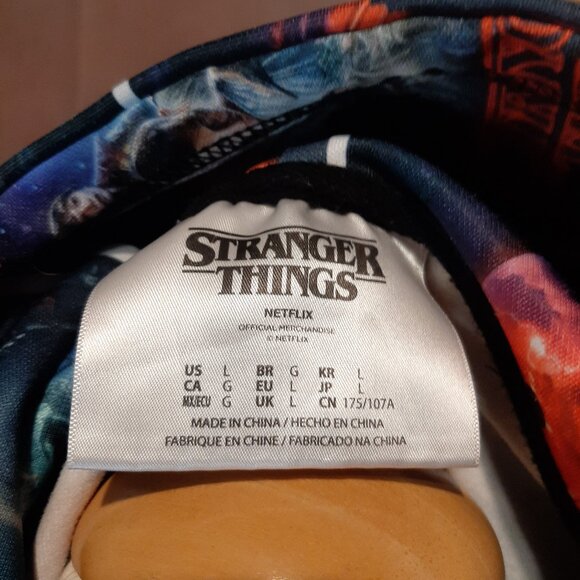 STRANGER
THINGS
NETFLIX
OFFICIAL MERCHANDISE
© NETFLIX
US L BR G KR L
CA G EU L JP L
MX/ECU G UK L CN 175/107A
MADE IN CHINA / HECHO EN CHINA
FABRIQUE EN CHINE / FABRICADO NA CHINA